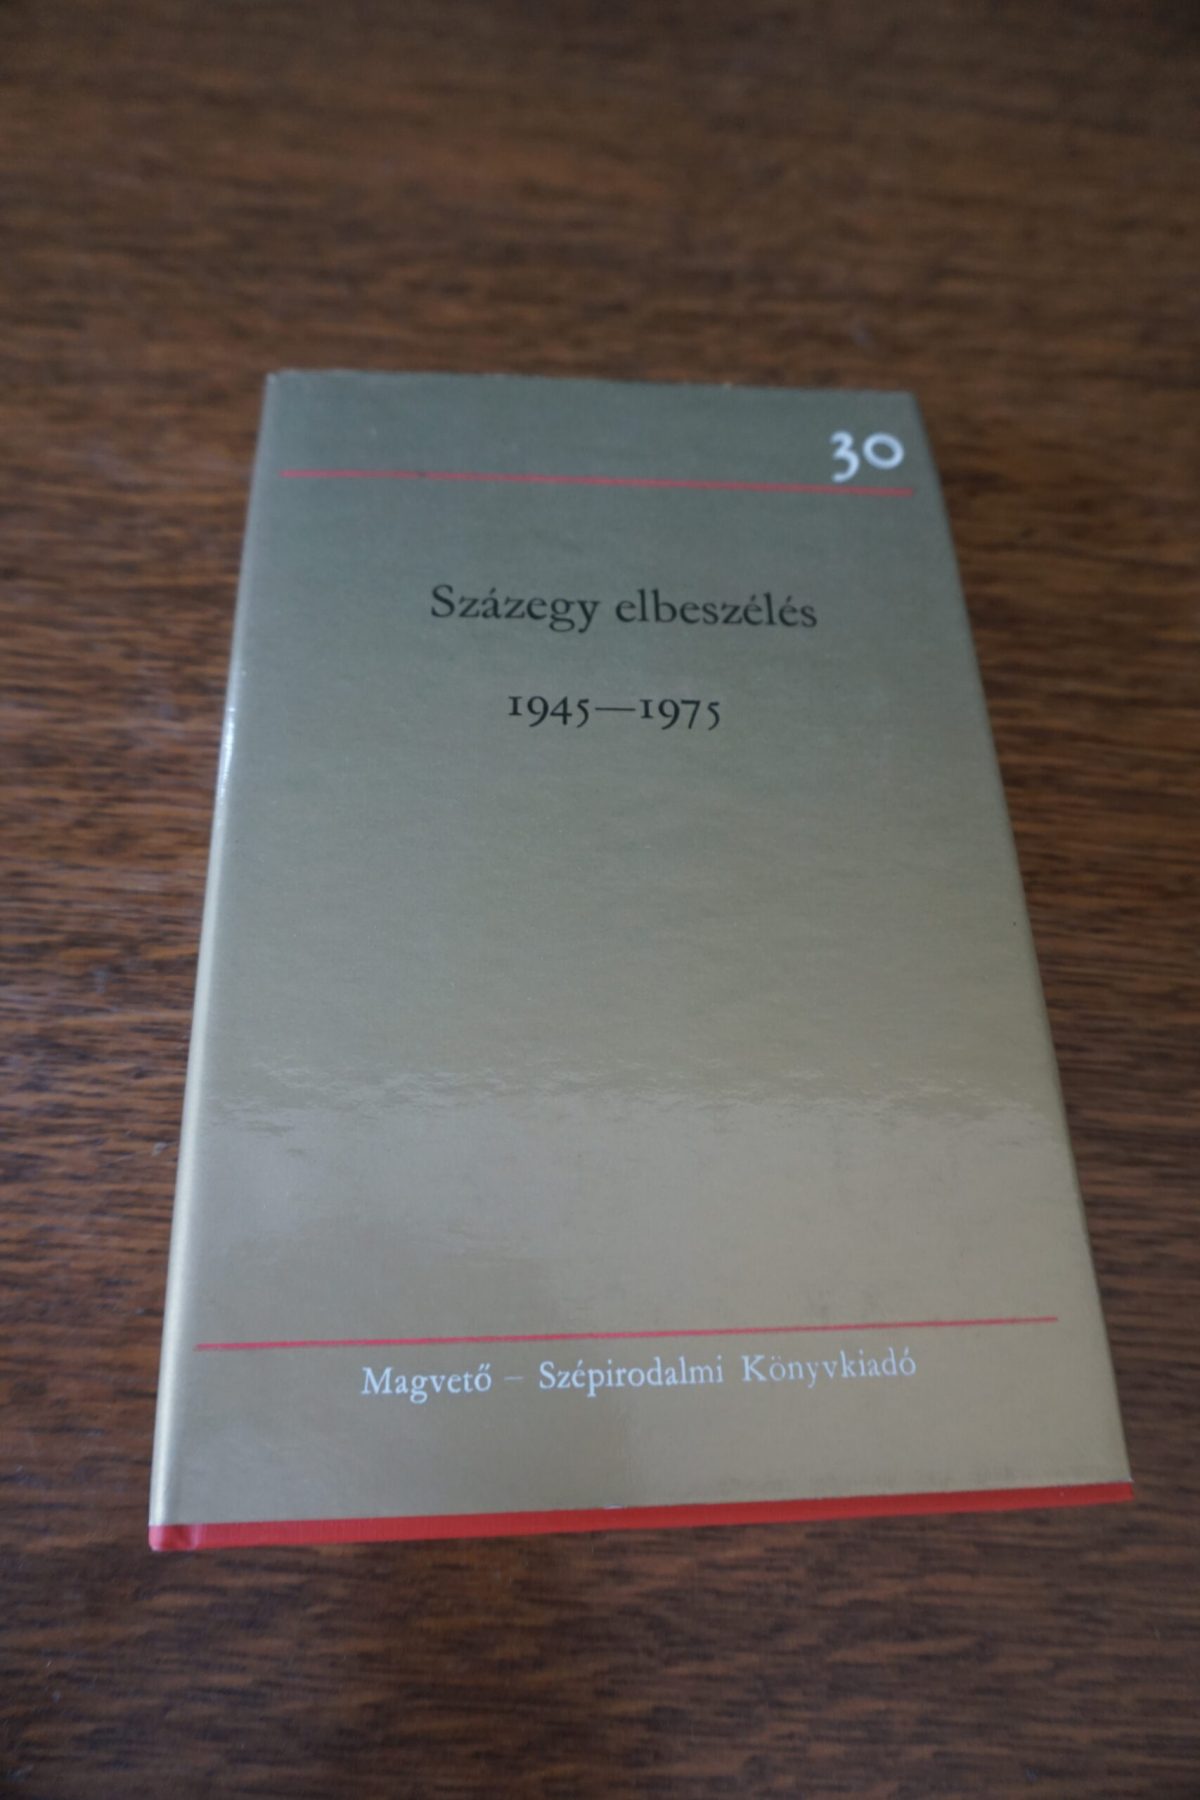 30
Százegy elbeszélés
1945—1975
Magvető – Szépirodalmi Könyvkiadó